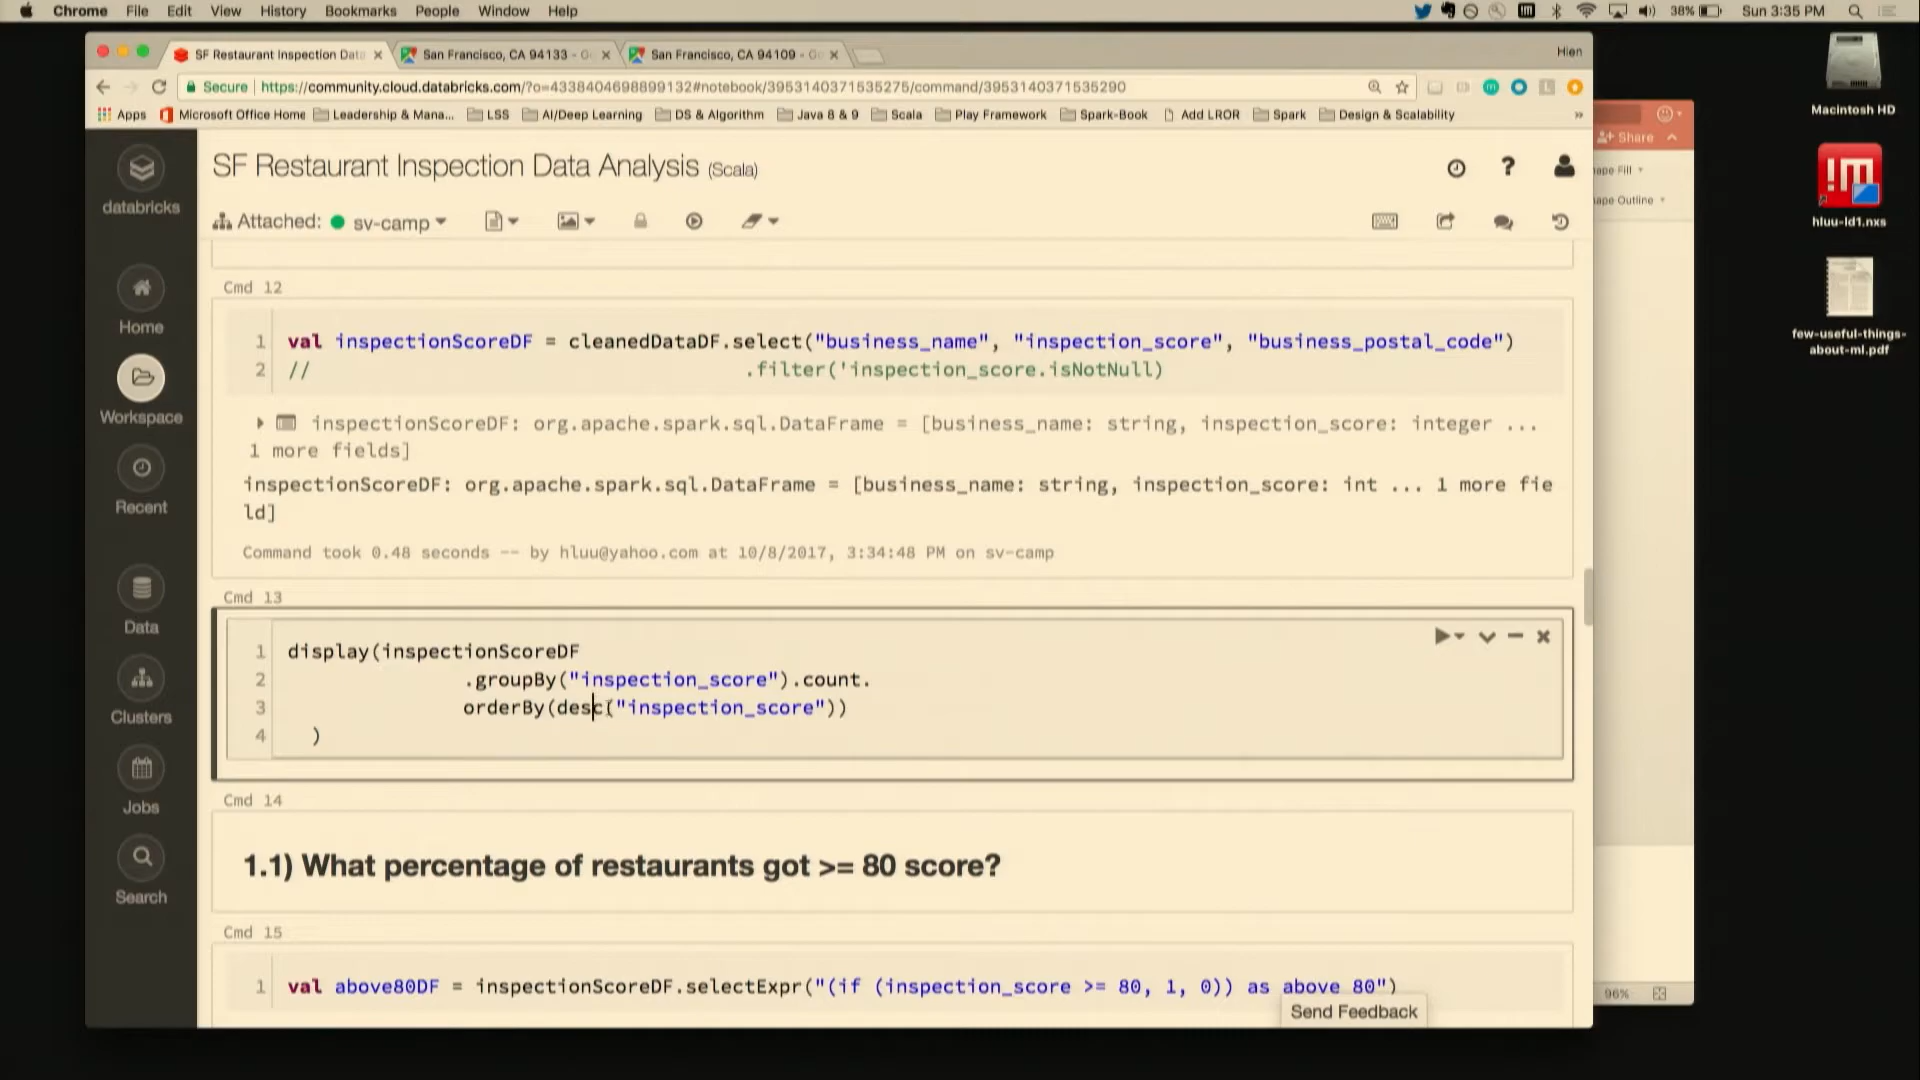 Chrome File Edit View History Bookmarks People Window Help 38% Sun 3:35 PM
SF Restaurant Inspection Data San Francisco, CA 94133 - G San Francisco, CA 94109 - Go Hien
Secure https://community.cloud.databricks.com/?o=4338404698899132#notebook/3953140371535275/command/3953140371535290
Apps Microsoft Office Home Leadership & Mana... LSS AI/Deep Learning DS & Algorithm Java 8 & 9 Scala Play Framework Spark-Book Add LROR Spark Design & Scalability »
Macintosh HD
Share
ape Fill
ape Outline
hluu-ld1.nxs
few-useful-things-
about-ml.pdf
96%
databricks
Home
Workspace
Recent
Data
Clusters
Jobs
Search
SF Restaurant Inspection Data Analysis (Scala)
Attached: sv-camp
Cmd 12
1 val inspectionScoreDF = cleanedDataDF.select("business_name", "inspection_score", "business_postal_code")
2 // .filter('inspection_score.isNotNull)
inspectionScoreDF: org.apache.spark.sql.DataFrame = [business_name: string, inspection_score: integer ...
1 more fields]
inspectionScoreDF: org.apache.spark.sql.DataFrame = [business_name: string, inspection_score: int ... 1 more fie
ld]
Command took 0.48 seconds -- by hluu@yahoo.com at 10/8/2017, 3:34:48 PM on sv-camp
Cmd 13
1 display(inspectionScoreDF
2 .groupBy("inspection_score").count.
3 orderBy(desc("inspection_score"))
4 )
Cmd 14
1.1) What percentage of restaurants got >= 80 score?
Cmd 15
1 val above80DF = inspectionScoreDF.selectExpr("(if (inspection_score >= 80, 1, 0)) as above_80")
Send Feedback